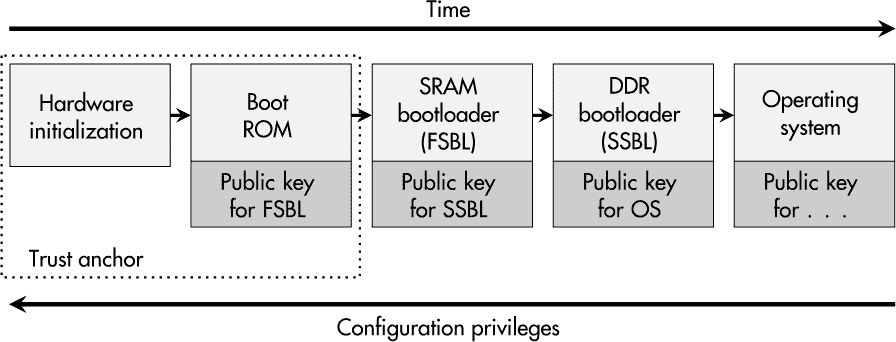 Time
Hardware
initialization
Boot
ROM
Public key
for FSBL
SRAM
bootloader
(FSBL)
Public key
for SSBL
DDR
bootloader
(SSBL)
Public key
for OS
Operating
system
Public key
for . . .
Trust anchor
Configuration privileges